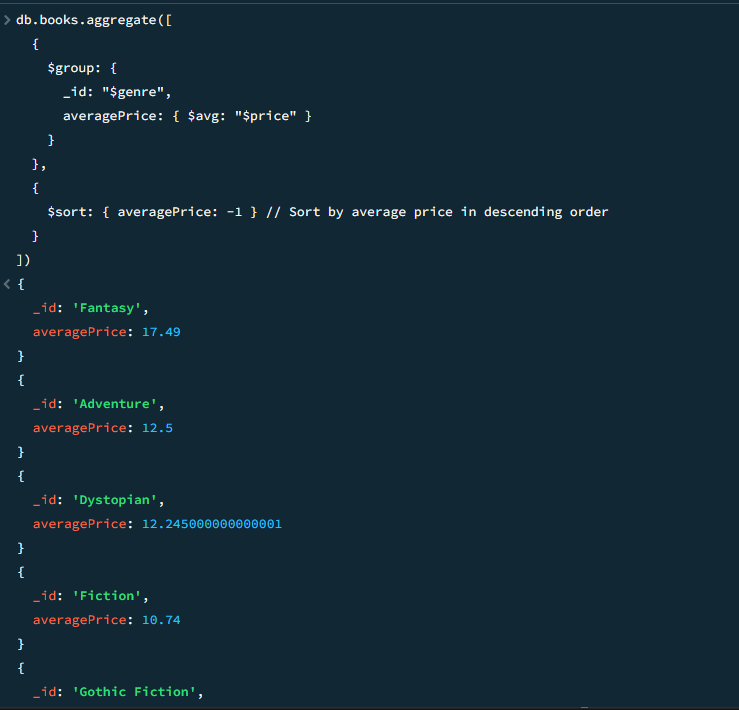 db.books.aggregate([
{
$group: {
_id: "$genre",
averagePrice: { $avg: "$price" }
}
},
{
$sort: { averagePrice: -1 } // Sort by average price in descending order
}
])
{
_id: 'Fantasy',
averagePrice: 17.49
}
{
_id: 'Adventure',
averagePrice: 12.5
}
{
_id: 'Dystopian',
averagePrice: 12.245000000000001
}
{
_id: 'Fiction',
averagePrice: 10.74
}
{
_id: 'Gothic Fiction',